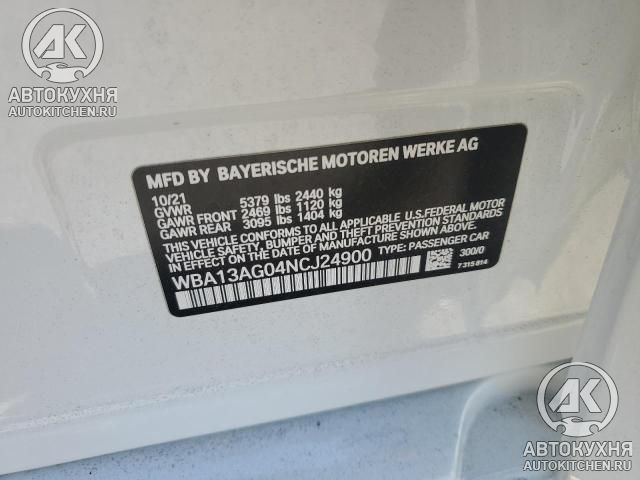 AK
АВТОКУХНЯ
AUTOKITCHEN.RU
MFD BY BAYERISCHE MOTOREN WERKE AG
10/21
GVWR 5379 lbs 2440 kg
GAWR FRONT 2469 lbs 1120 kg
GAWR REAR 3095 lbs 1404 kg
THIS VEHICLE CONFORMS TO ALL APPLICABLE U.S.FEDERAL MOTOR
VEHICLE SAFETY, BUMPER, AND THEFT PREVENTION STANDARDS
IN EFFECT ON THE DATE OF MANUFACTURE SHOWN ABOVE.
WBA13AG04NCJ24900 TYPE: PASSENGER CAR
300/0
7 315 814
AK
АВТОКУХНЯ
AUTOKITCHEN.RU